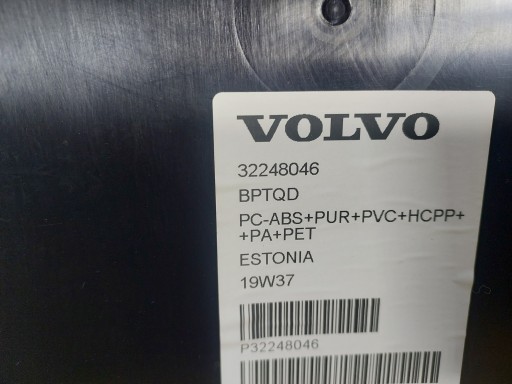 VOLVO
32248046
BPTQD
PC-ABS+PUR+PVC+HCPP+
+PA+PET
ESTONIA
19W37
P32248046